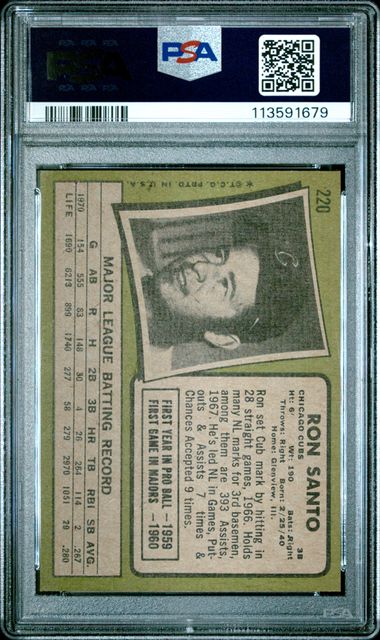 PSA
113591679
220
RON SANTO
CHICAGO CUBS 3B
Ht: 6' Wt: 190 Bats: Right
Throws: Right Born: 2/25/40
Home: Glenview, Ill.
Ron set Cub mark by hitting in
28 straight games, 1966. Holds
many NL marks for 3rd basemen,
among them are 393 Assists,
1967. He's led NL in Games, Put-
outs & Assists 7 times &
Chances Accepted 9 times.
FIRST YEAR IN PRO BALL - 1959
FIRST GAME IN MAJORS - 1960
MAJOR LEAGUE BATTING RECORD
G AB R H 2B 3B HR TB RBI SB AVG.
1970 154 555 83 148 30 4 26 264 114 2 .267
LIFE 1690 6213 899 1740 277 58 279 2970 1051 29 .280
★©T.C.G. PRTD. IN U.S.A.